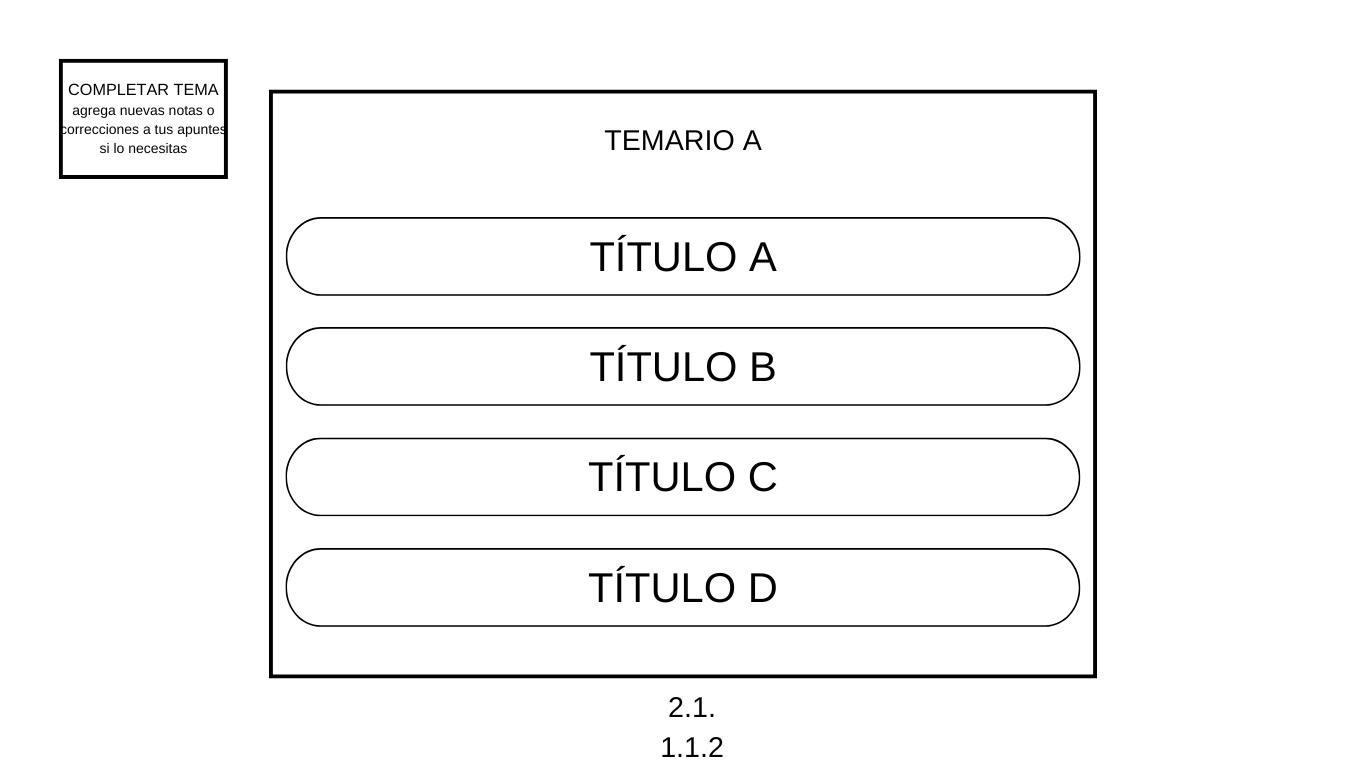 COMPLETAR TEMA
agrega nuevas notas o
correcciones a tus apuntes
si lo necesitas
TEMARIO A
TÍTULO A
TÍTULO B
TÍTULO C
TÍTULO D
2.1.
1.1.2